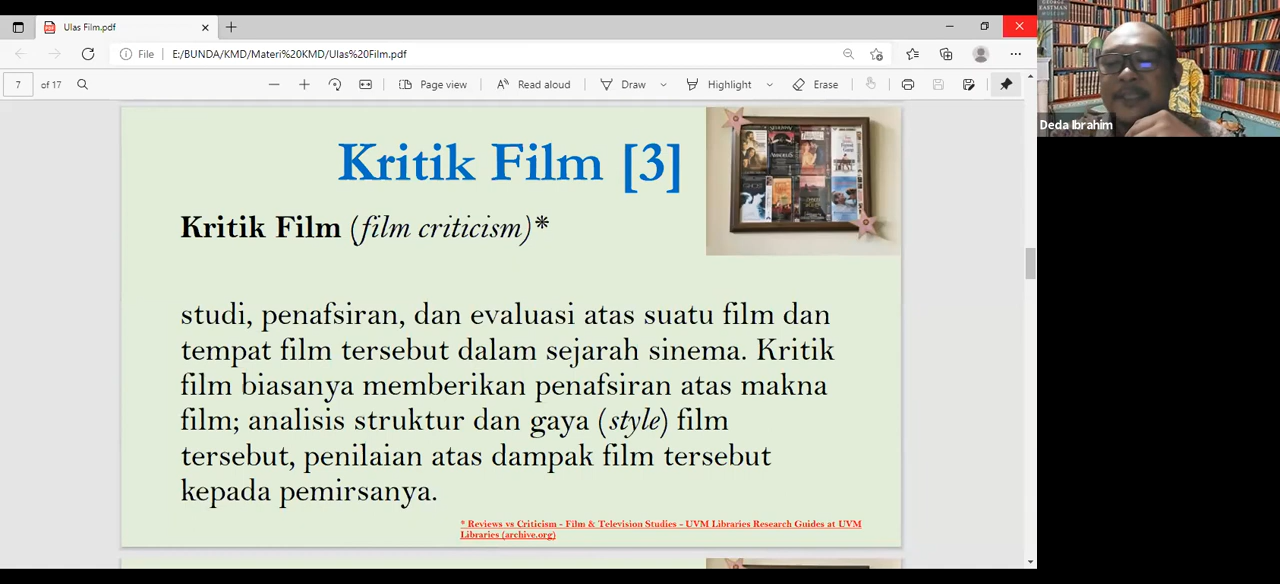 Ulas Film.pdf
File
E:/BUNDA/KMD/Materi%20KMD/Ulas%20Film.pdf
7 of 17
Page view
Read aloud
Draw
Highlight
Erase
GEORGE
EASTMAN
MUSEUM
Deda Ibrahim
Kritik Film [3]
Kritik Film (film criticism)*
studi, penafsiran, dan evaluasi atas suatu film dan
tempat film tersebut dalam sejarah sinema. Kritik
film biasanya memberikan penafsiran atas makna
film; analisis struktur dan gaya (style) film
tersebut, penilaian atas dampak film tersebut
kepada pemirsanya.
* Reviews vs Criticism - Film & Television Studies - UVM Libraries Research Guides at UVM
Libraries (archive.org)